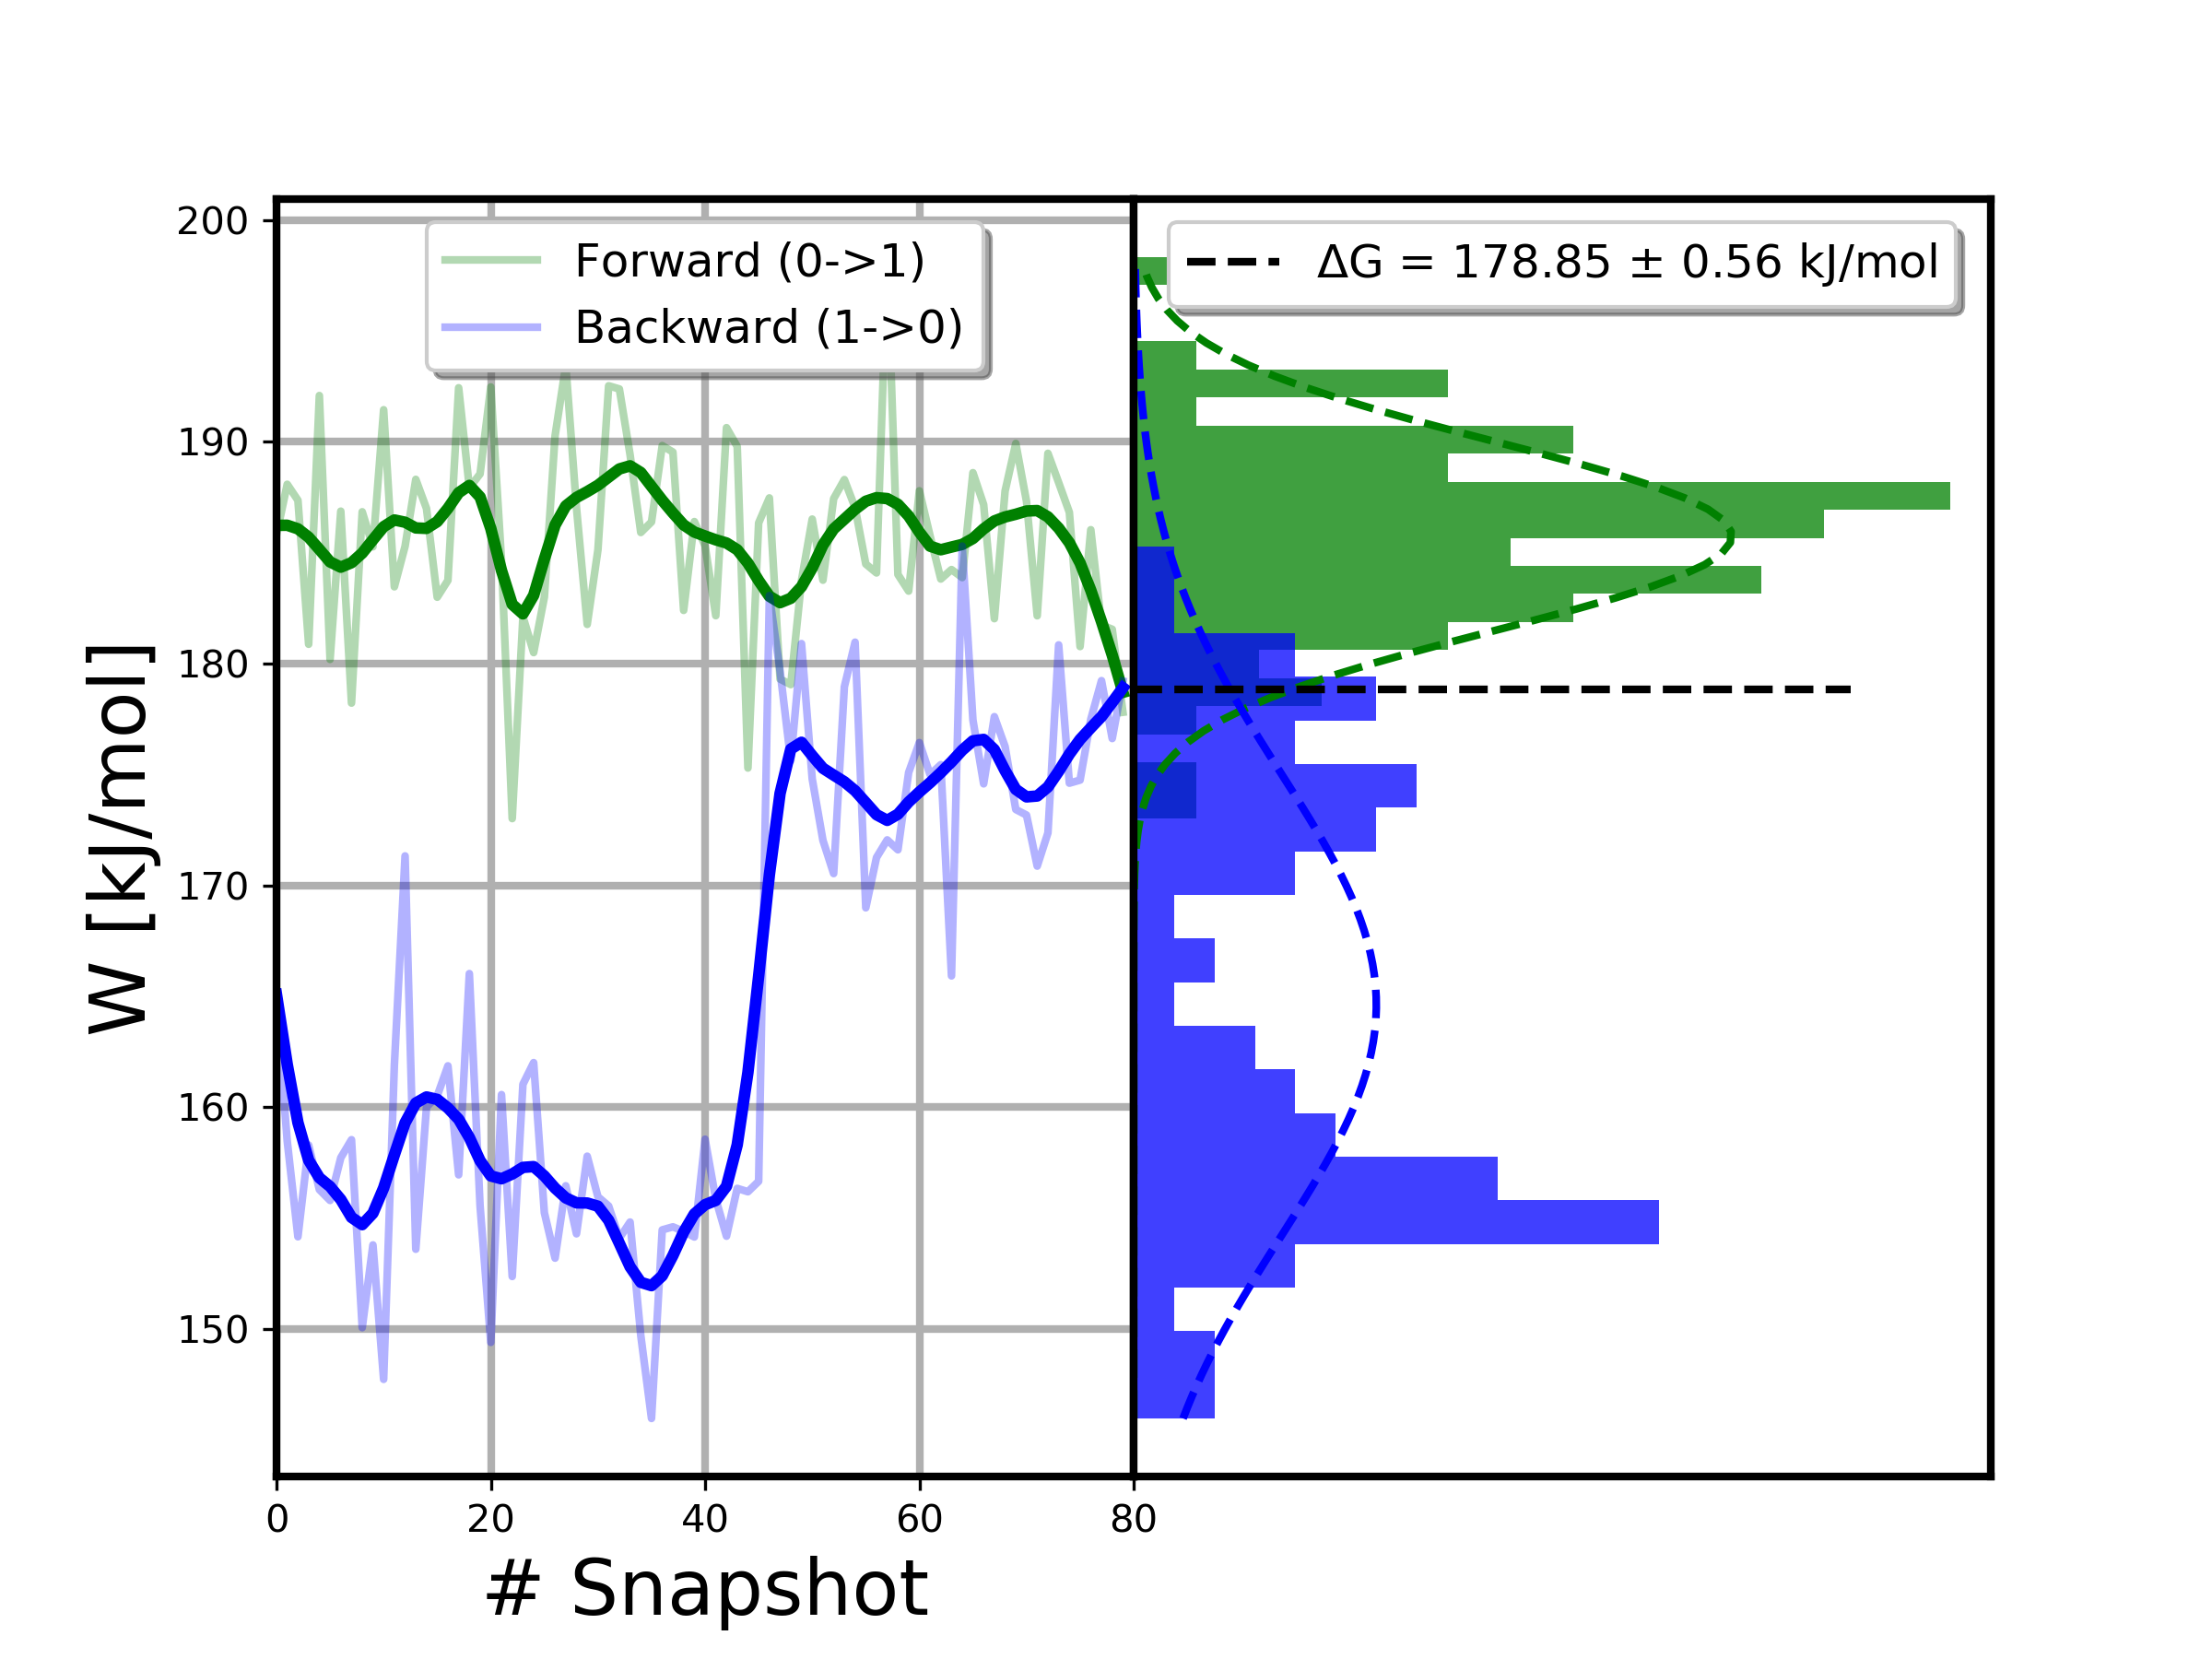 200
190
180
170
160
150
W [kJ/mol]
Forward (0->1)
Backward (1->0)
ΔG = 178.85 ± 0.56 kJ/mol
0
20
40
60
80
# Snapshot